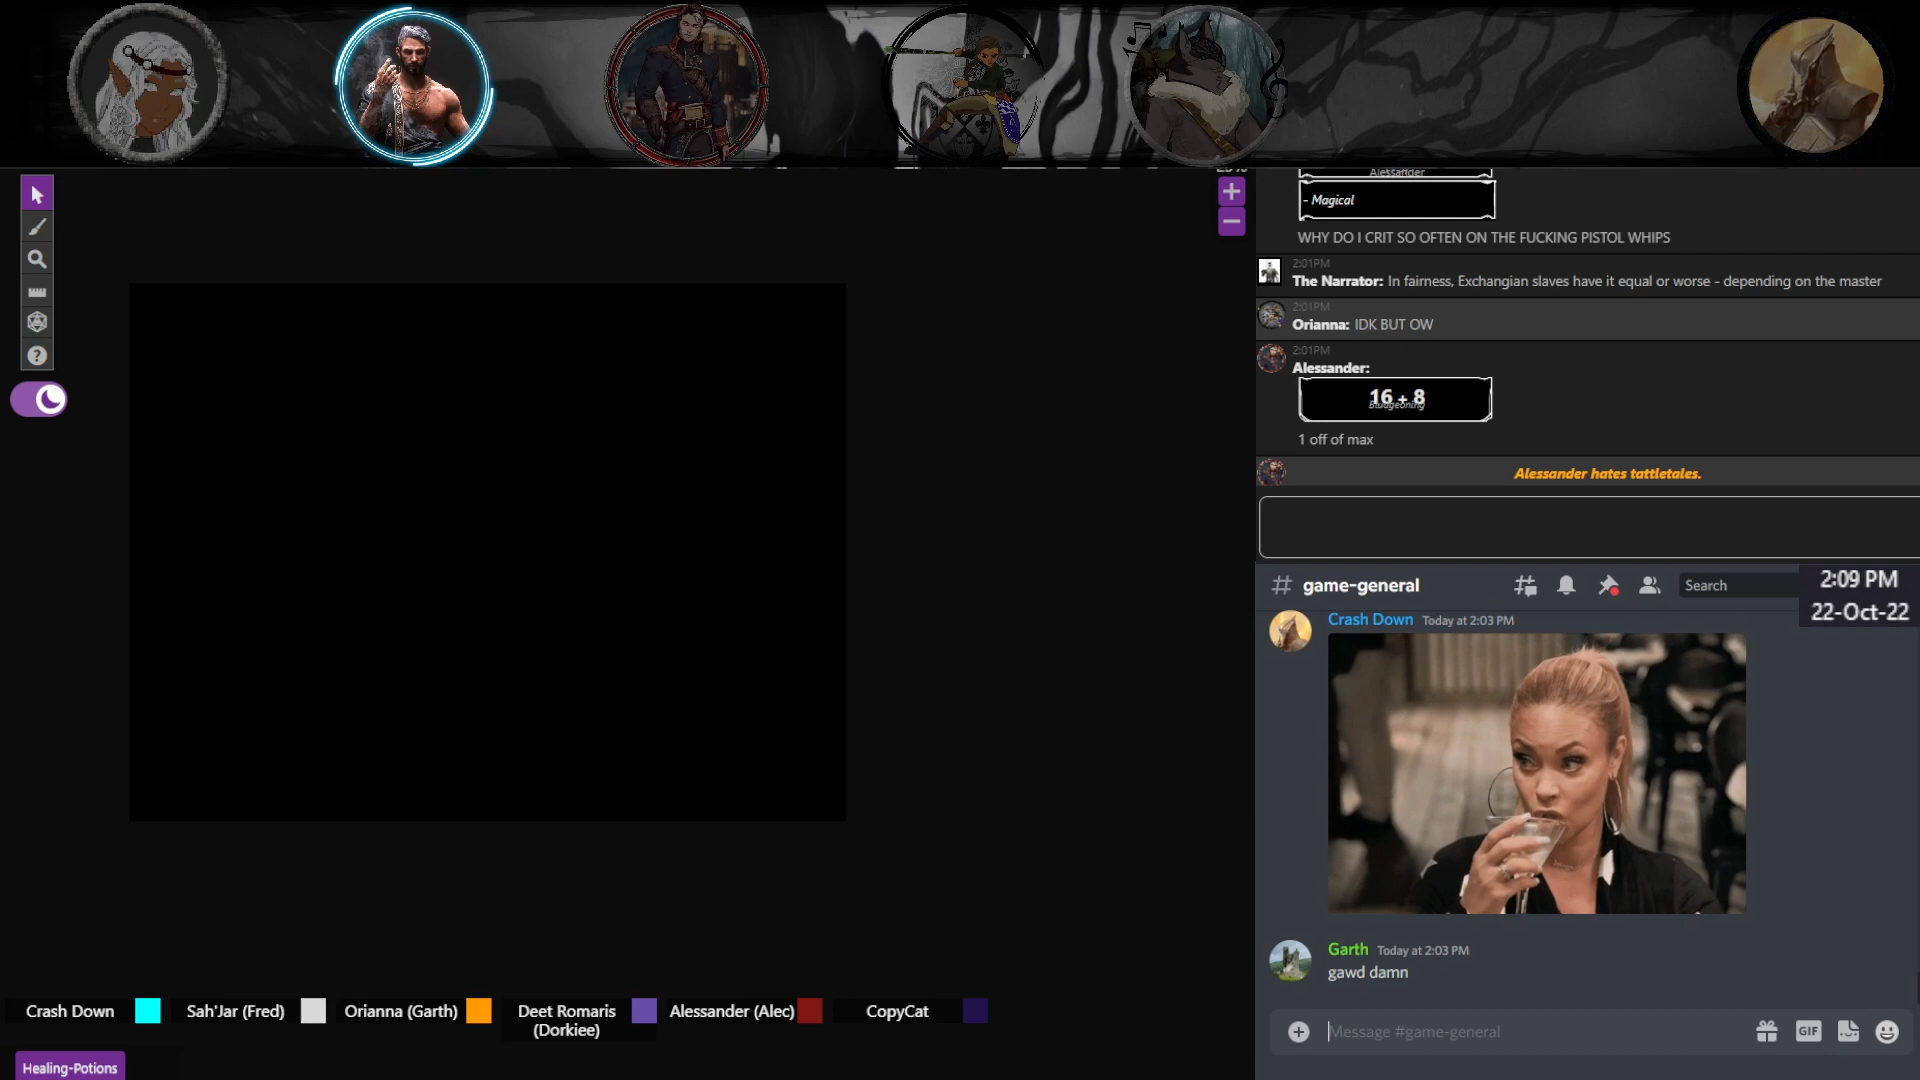 Alessander
- Magical
WHY DO I CRIT SO OFTEN ON THE FUCKING PISTOL WHIPS
2:01PM
The Narrator: In fairness, Exchangian slaves have it equal or worse - depending on the master
2:01PM
Orianna: IDK BUT OW
2:01PM
Alessander:
16 + 8
Bludgeoning
1 off of max
Alessander hates tattletales.
game-general
Search
2:09 PM
22-Oct-22
Crash Down Today at 2:03 PM
Garth Today at 2:03 PM
gawd damn
Message #game-general
GIF
Crash Down
Sah'Jar (Fred)
Orianna (Garth)
Deet Romaris
(Dorkiee)
Alessander (Alec)
CopyCat
Healing-Potions